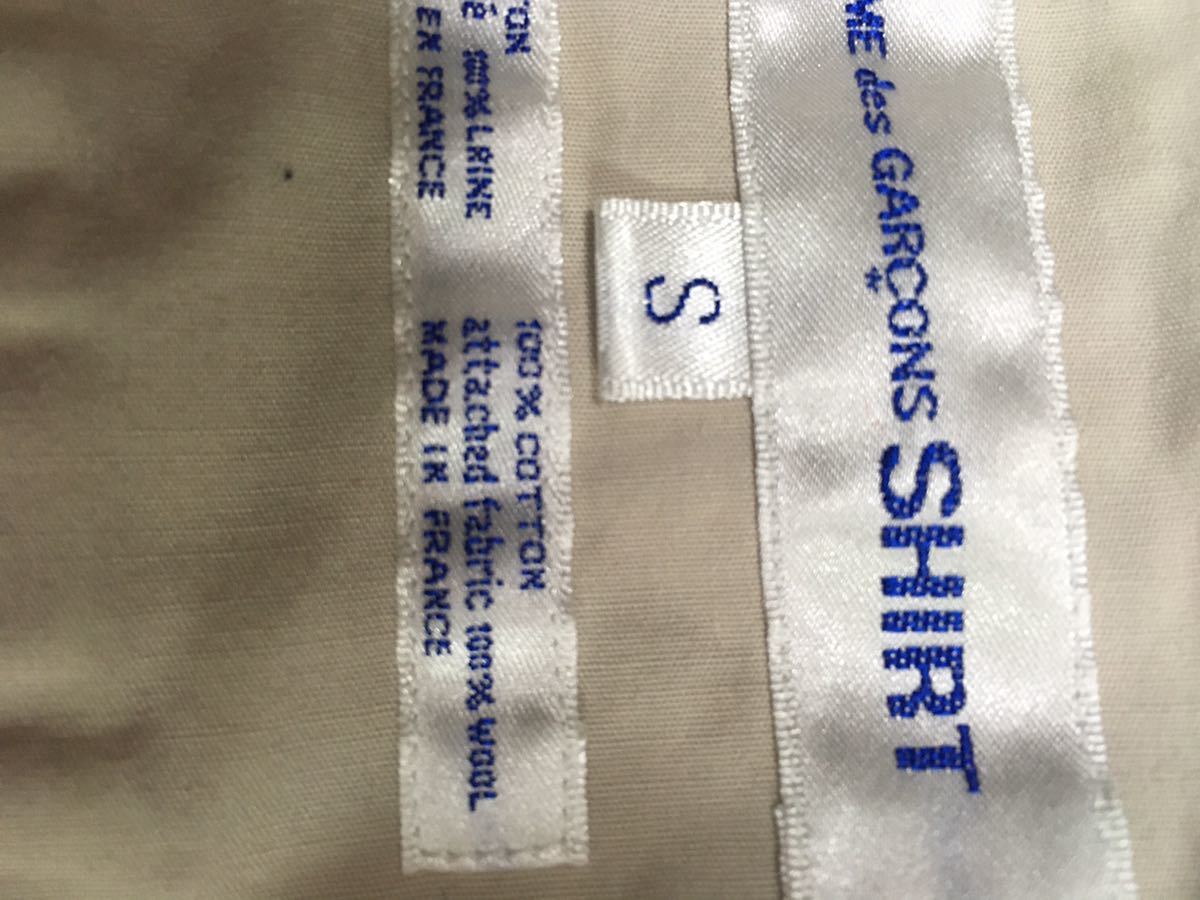 ME des GARÇONS SHIRT
S
TON
é 100% LAINE
EN FRANCE
100% COTTON
attached fabric 100% WOOL
MADE IN FRANCE